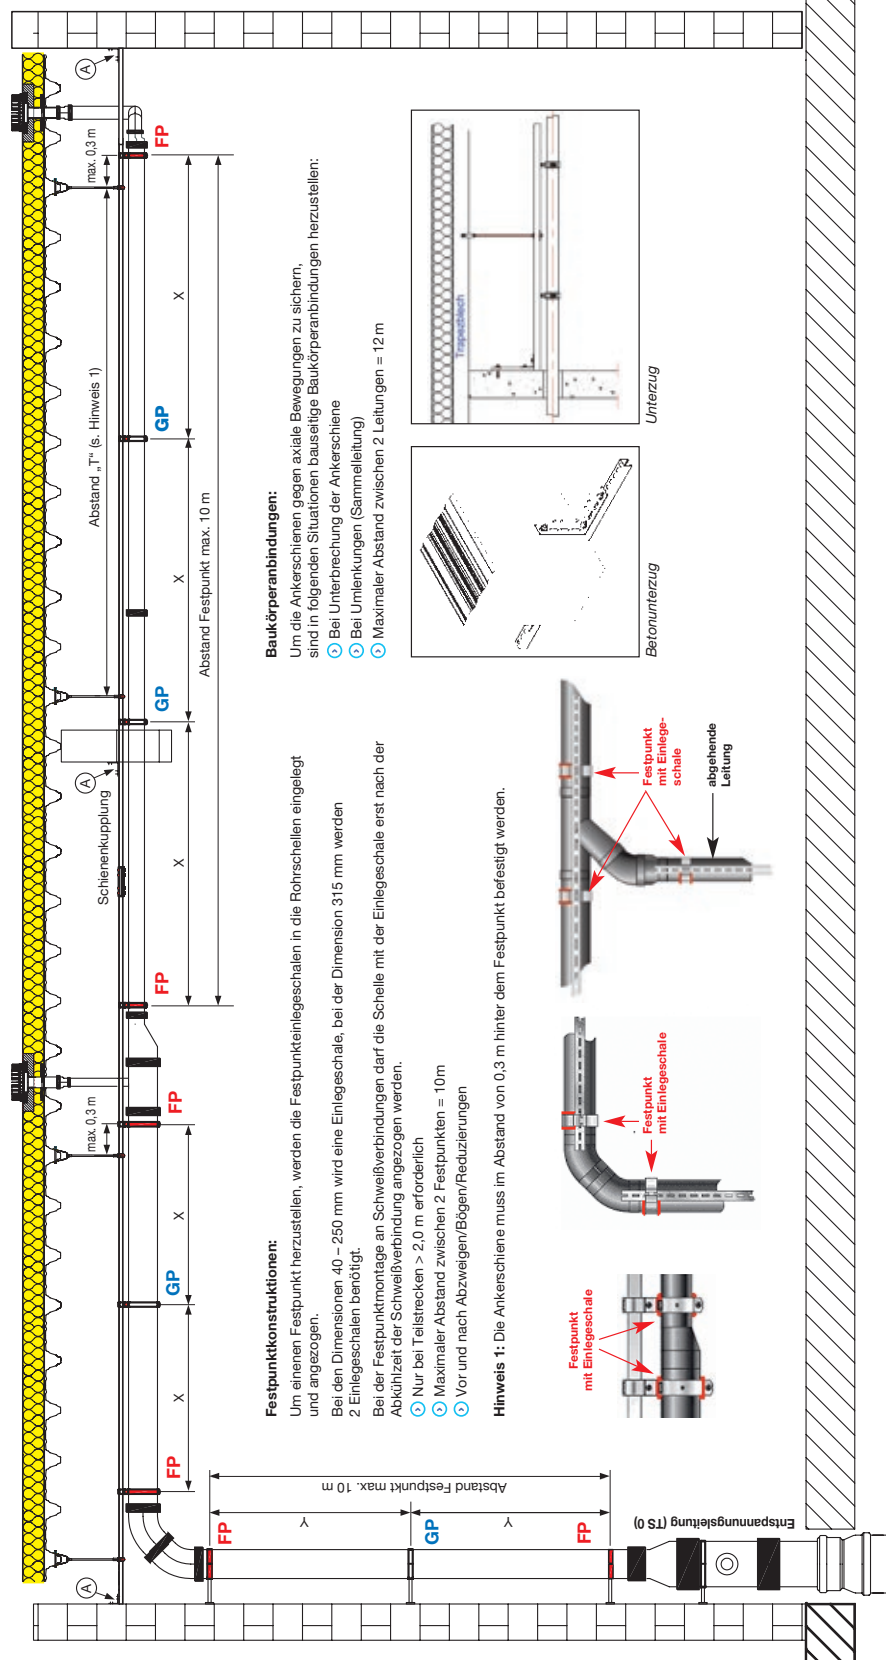 A
A
A
max. 0,3 m
max. 0,3 m
Abstand „T“ (s. Hinweis 1)
Schienenkupplung
FP
GP
FP
FP
GP
GP
FP
X
X
X
X
X
Abstand Festpunkt max. 10 m
FP
GP
FP
Y
Y
Abstand Festpunkt max. 10 m
Entspannungsleitung (TS 0)
Festpunktkonstruktionen:
Um einenen Festpunkt herzustellen, werden die Festpunkteinlegeschalen in die Rohrschellen eingelegt
und angezogen.
Bei den Dimensionen 40 – 250 mm wird eine Einlegeschale, bei der Dimension 315 mm werden
2 Einlegeschalen benötigt.
Bei der Festpunktmontage an Schweißverbindungen darf die Schelle mit der Einlegeschale erst nach der
Abkühlzeit der Schweißverbindung angezogen werden.
Nur bei Teilstrecken > 2,0 m erforderlich
Maximaler Abstand zwischen 2 Festpunkten = 10m
Vor und nach Abzweigen/Bögen/Reduzierungen
Hinweis 1: Die Ankerschiene muss im Abstand von 0,3 m hinter dem Festpunkt befestigt werden.
Festpunkt
mit Einlegeschale
Festpunkt
mit Einlegeschale
Festpunkt
mit Einlege-
schale
abgehende
Leitung
Baukörperanbindungen:
Um die Ankerschienen gegen axiale Bewegungen zu sichern,
sind in folgenden Situationen bauseitige Baukörperanbindungen herzustellen:
Bei Unterbrechung der Ankerschiene
Bei Umlenkungen (Sammelleitung)
Maximaler Abstand zwischen 2 Leitungen = 12 m
Betonunterzug
Trapezblech
Unterzug